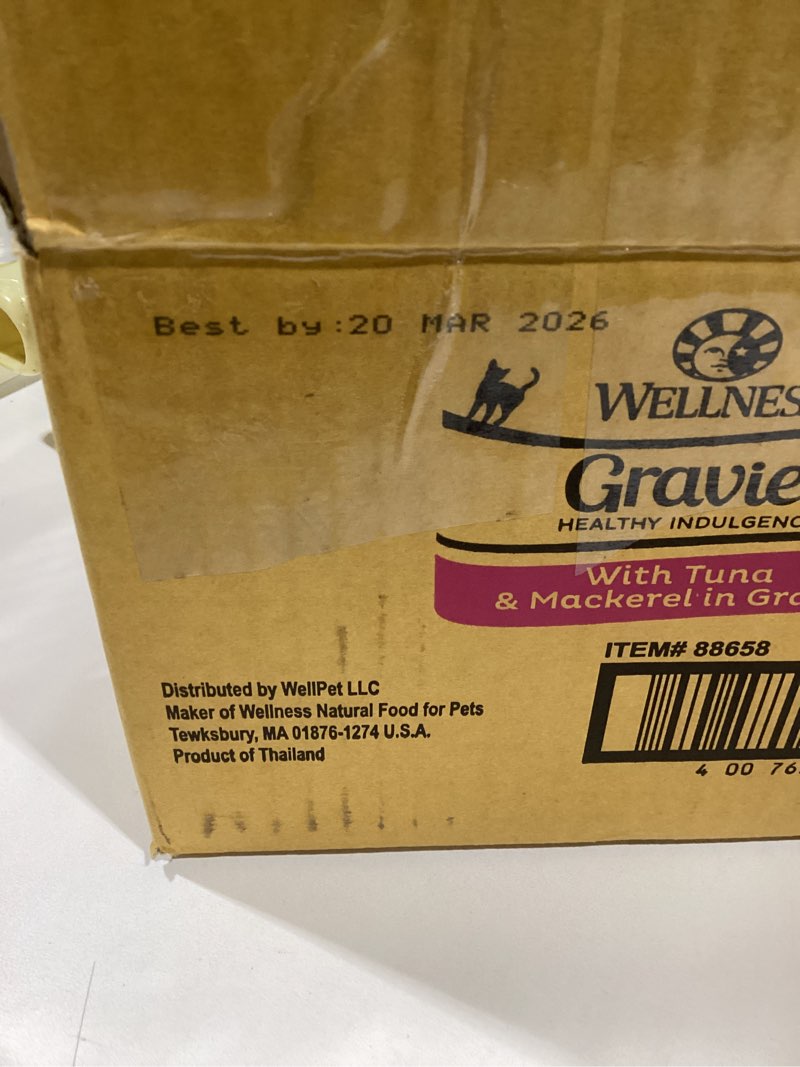 Best by:20 MAR 2026
WELLNES
Gravie
HEALTHY INDULGENC
With Tuna
& Mackerel in Gra
ITEM# 88658
4 00 76
Distributed by WellPet LLC
Maker of Wellness Natural Food for Pets
Tewksbury, MA 01876-1274 U.S.A.
Product of Thailand